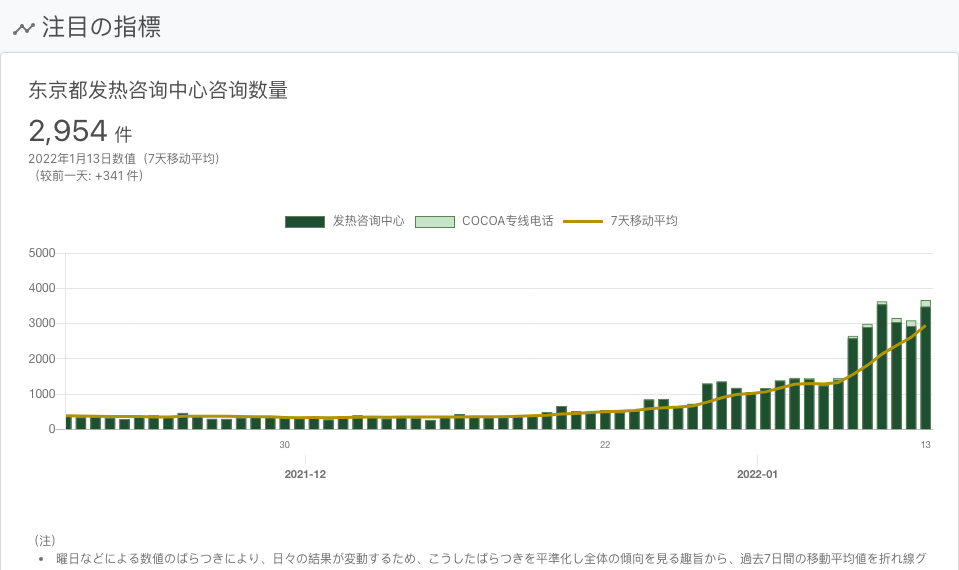 注目の指標
东京都发热咨询中心咨询数量
2,954 件
2022年1月13日数值（7天移动平均）
（较前一天: +341 件）
发热咨询中心 COCOA专线电话 7天移动平均
5000
4000
3000
2000
1000
0
30 22 13
2021-12 2022-01
（注）
• 曜日などによる数値のばらつきにより、日々の結果が変動するため、こうしたばらつきを平準化し全体の傾向を見る趣旨から、過去7日間の移動平均値を折れ線グ